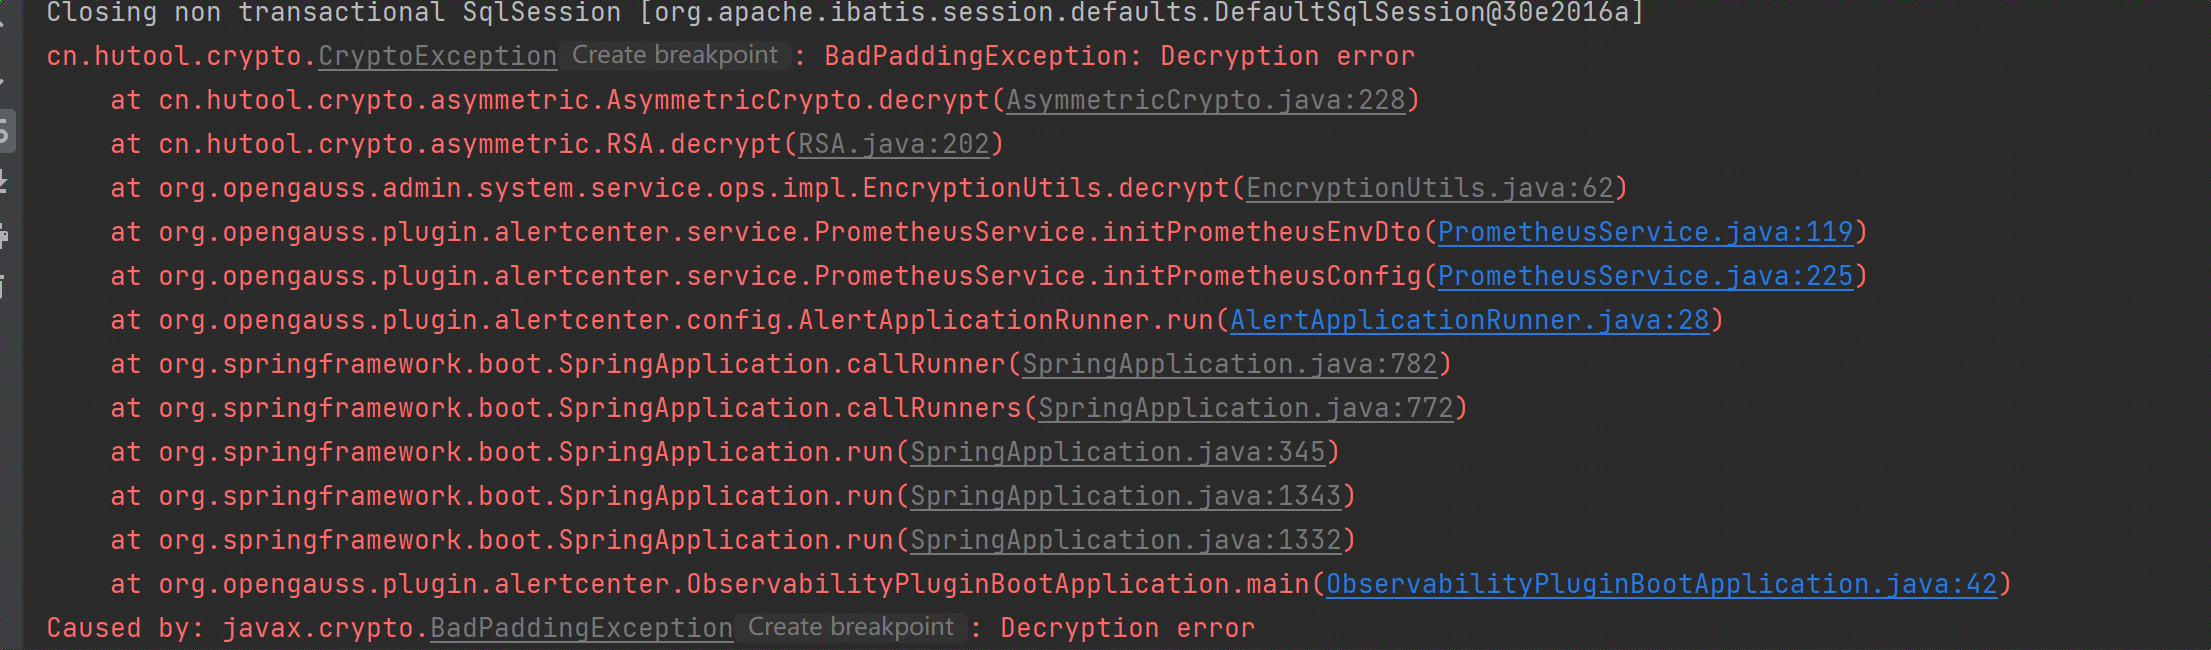 Closing non transactional SqlSession [org.apache.ibatis.session.defaults.DefaultSqlSession@30e2016a]
cn.hutool.crypto.CryptoException Create breakpoint : BadPaddingException: Decryption error
at cn.hutool.crypto.asymmetric.AsymmetricCrypto.decrypt(AsymmetricCrypto.java:228)
at cn.hutool.crypto.asymmetric.RSA.decrypt(RSA.java:202)
at org.opengauss.admin.system.service.ops.impl.EncryptionUtils.decrypt(EncryptionUtils.java:62)
at org.opengauss.plugin.alertcenter.service.PrometheusService.initPrometheusEnvDto(PrometheusService.java:119)
at org.opengauss.plugin.alertcenter.service.PrometheusService.initPrometheusConfig(PrometheusService.java:225)
at org.opengauss.plugin.alertcenter.config.AlertApplicationRunner.run(AlertApplicationRunner.java:28)
at org.springframework.boot.SpringApplication.callRunner(SpringApplication.java:782)
at org.springframework.boot.SpringApplication.callRunners(SpringApplication.java:772)
at org.springframework.boot.SpringApplication.run(SpringApplication.java:345)
at org.springframework.boot.SpringApplication.run(SpringApplication.java:1343)
at org.springframework.boot.SpringApplication.run(SpringApplication.java:1332)
at org.opengauss.plugin.alertcenter.ObservabilityPluginBootApplication.main(ObservabilityPluginBootApplication.java:42)
Caused by: javax.crypto.BadPaddingException Create breakpoint : Decryption error